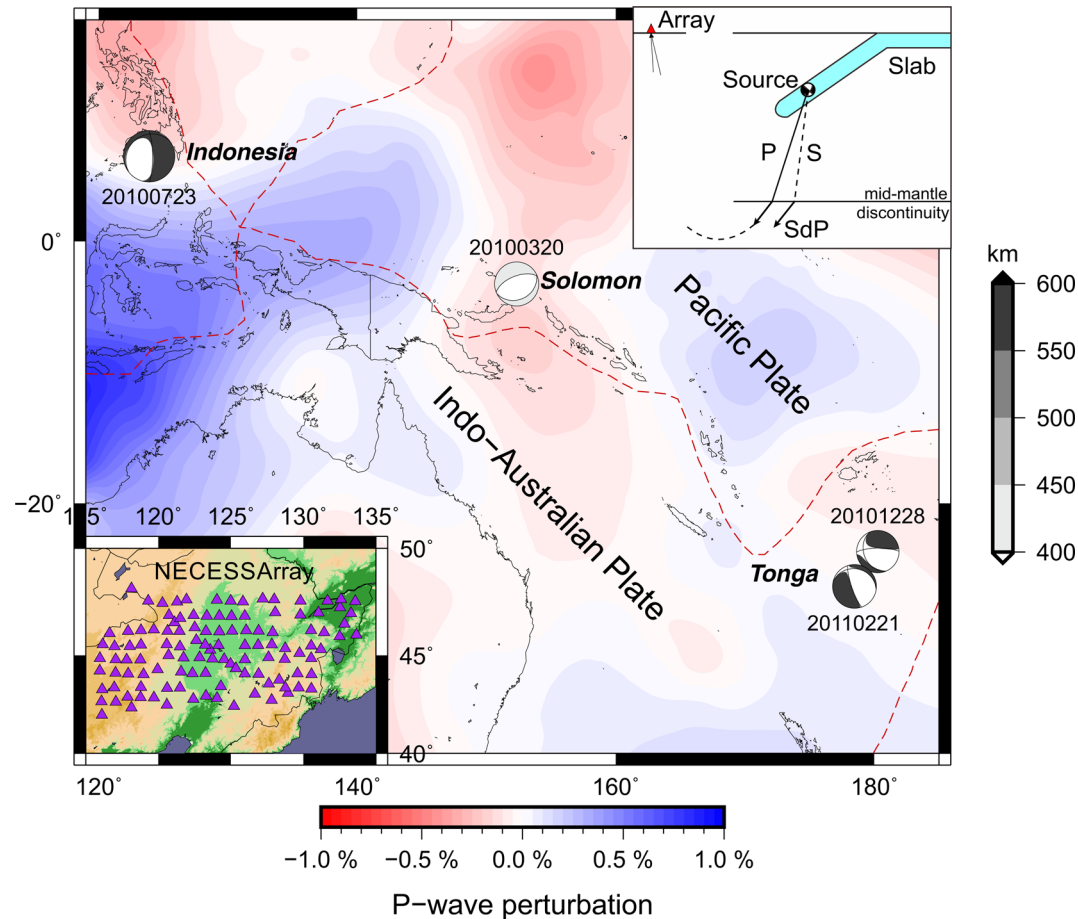 Array
Source
Slab
P
S
mid-mantle
discontinuity
SdP
Indonesia
20100723
0°
20100320
Solomon
Pacific Plate
Indo−Australian Plate
km
600
550
500
450
400
−20°
115°
120°
125°
130°
135°
NECESSArray
50°
45°
40°
20101228
Tonga
20110221
120°
140°
160°
180°
−1.0 %
−0.5 %
0.0 %
0.5 %
1.0 %
P−wave perturbation